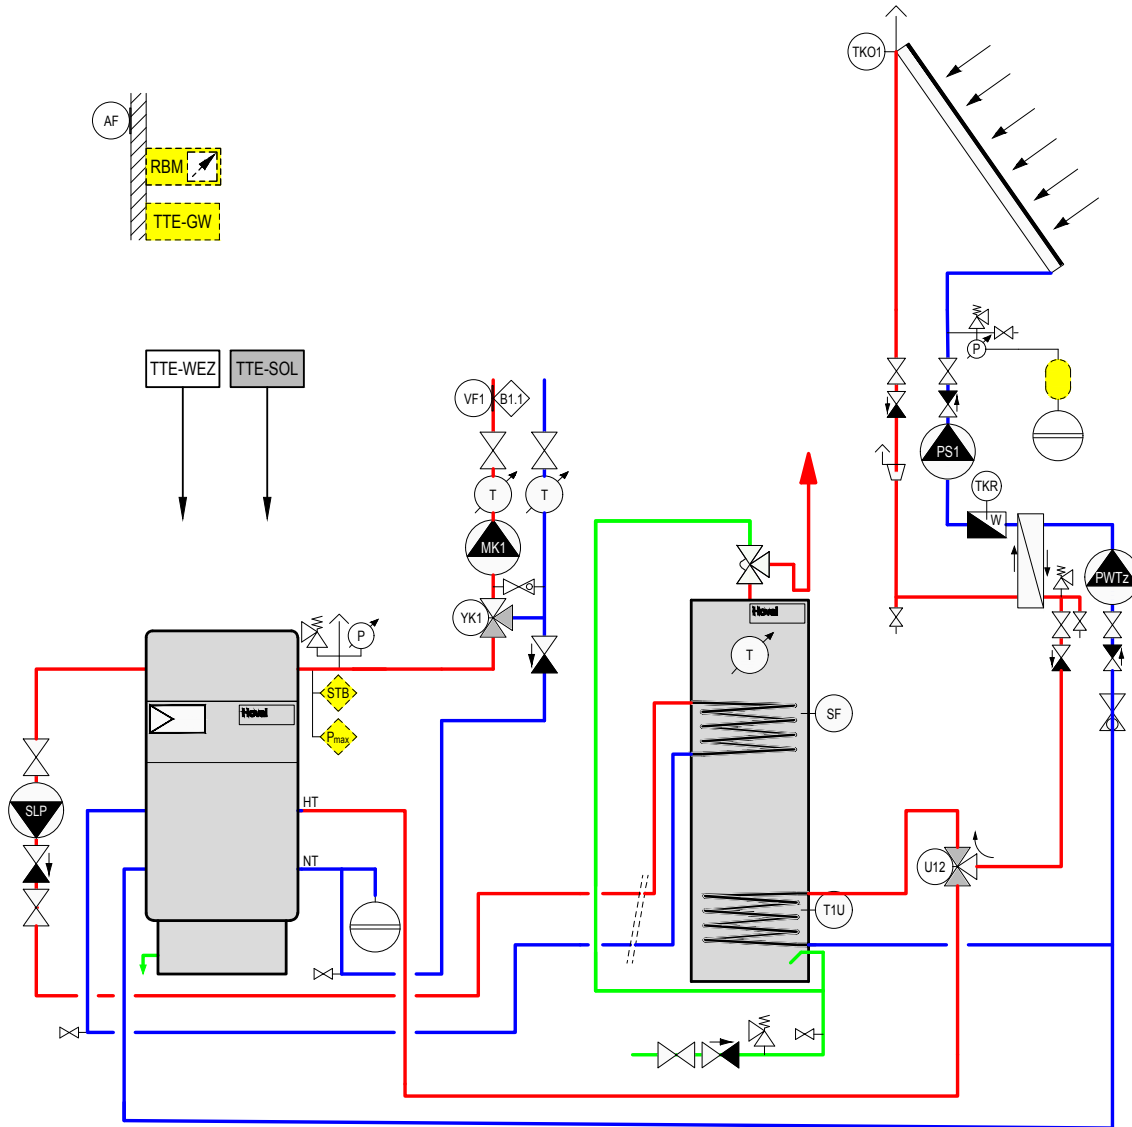 TKO1
AF
RBM
TTE-GW
P
TTE-WEZ
TTE-SOL
VF1
B1.1
PS1
T
T
TKR
W
MK1
PWTz
YK1
Hoval
P
T
STB
Hoval
SF
Pmax
HT
SLP
NT
U12
T1U